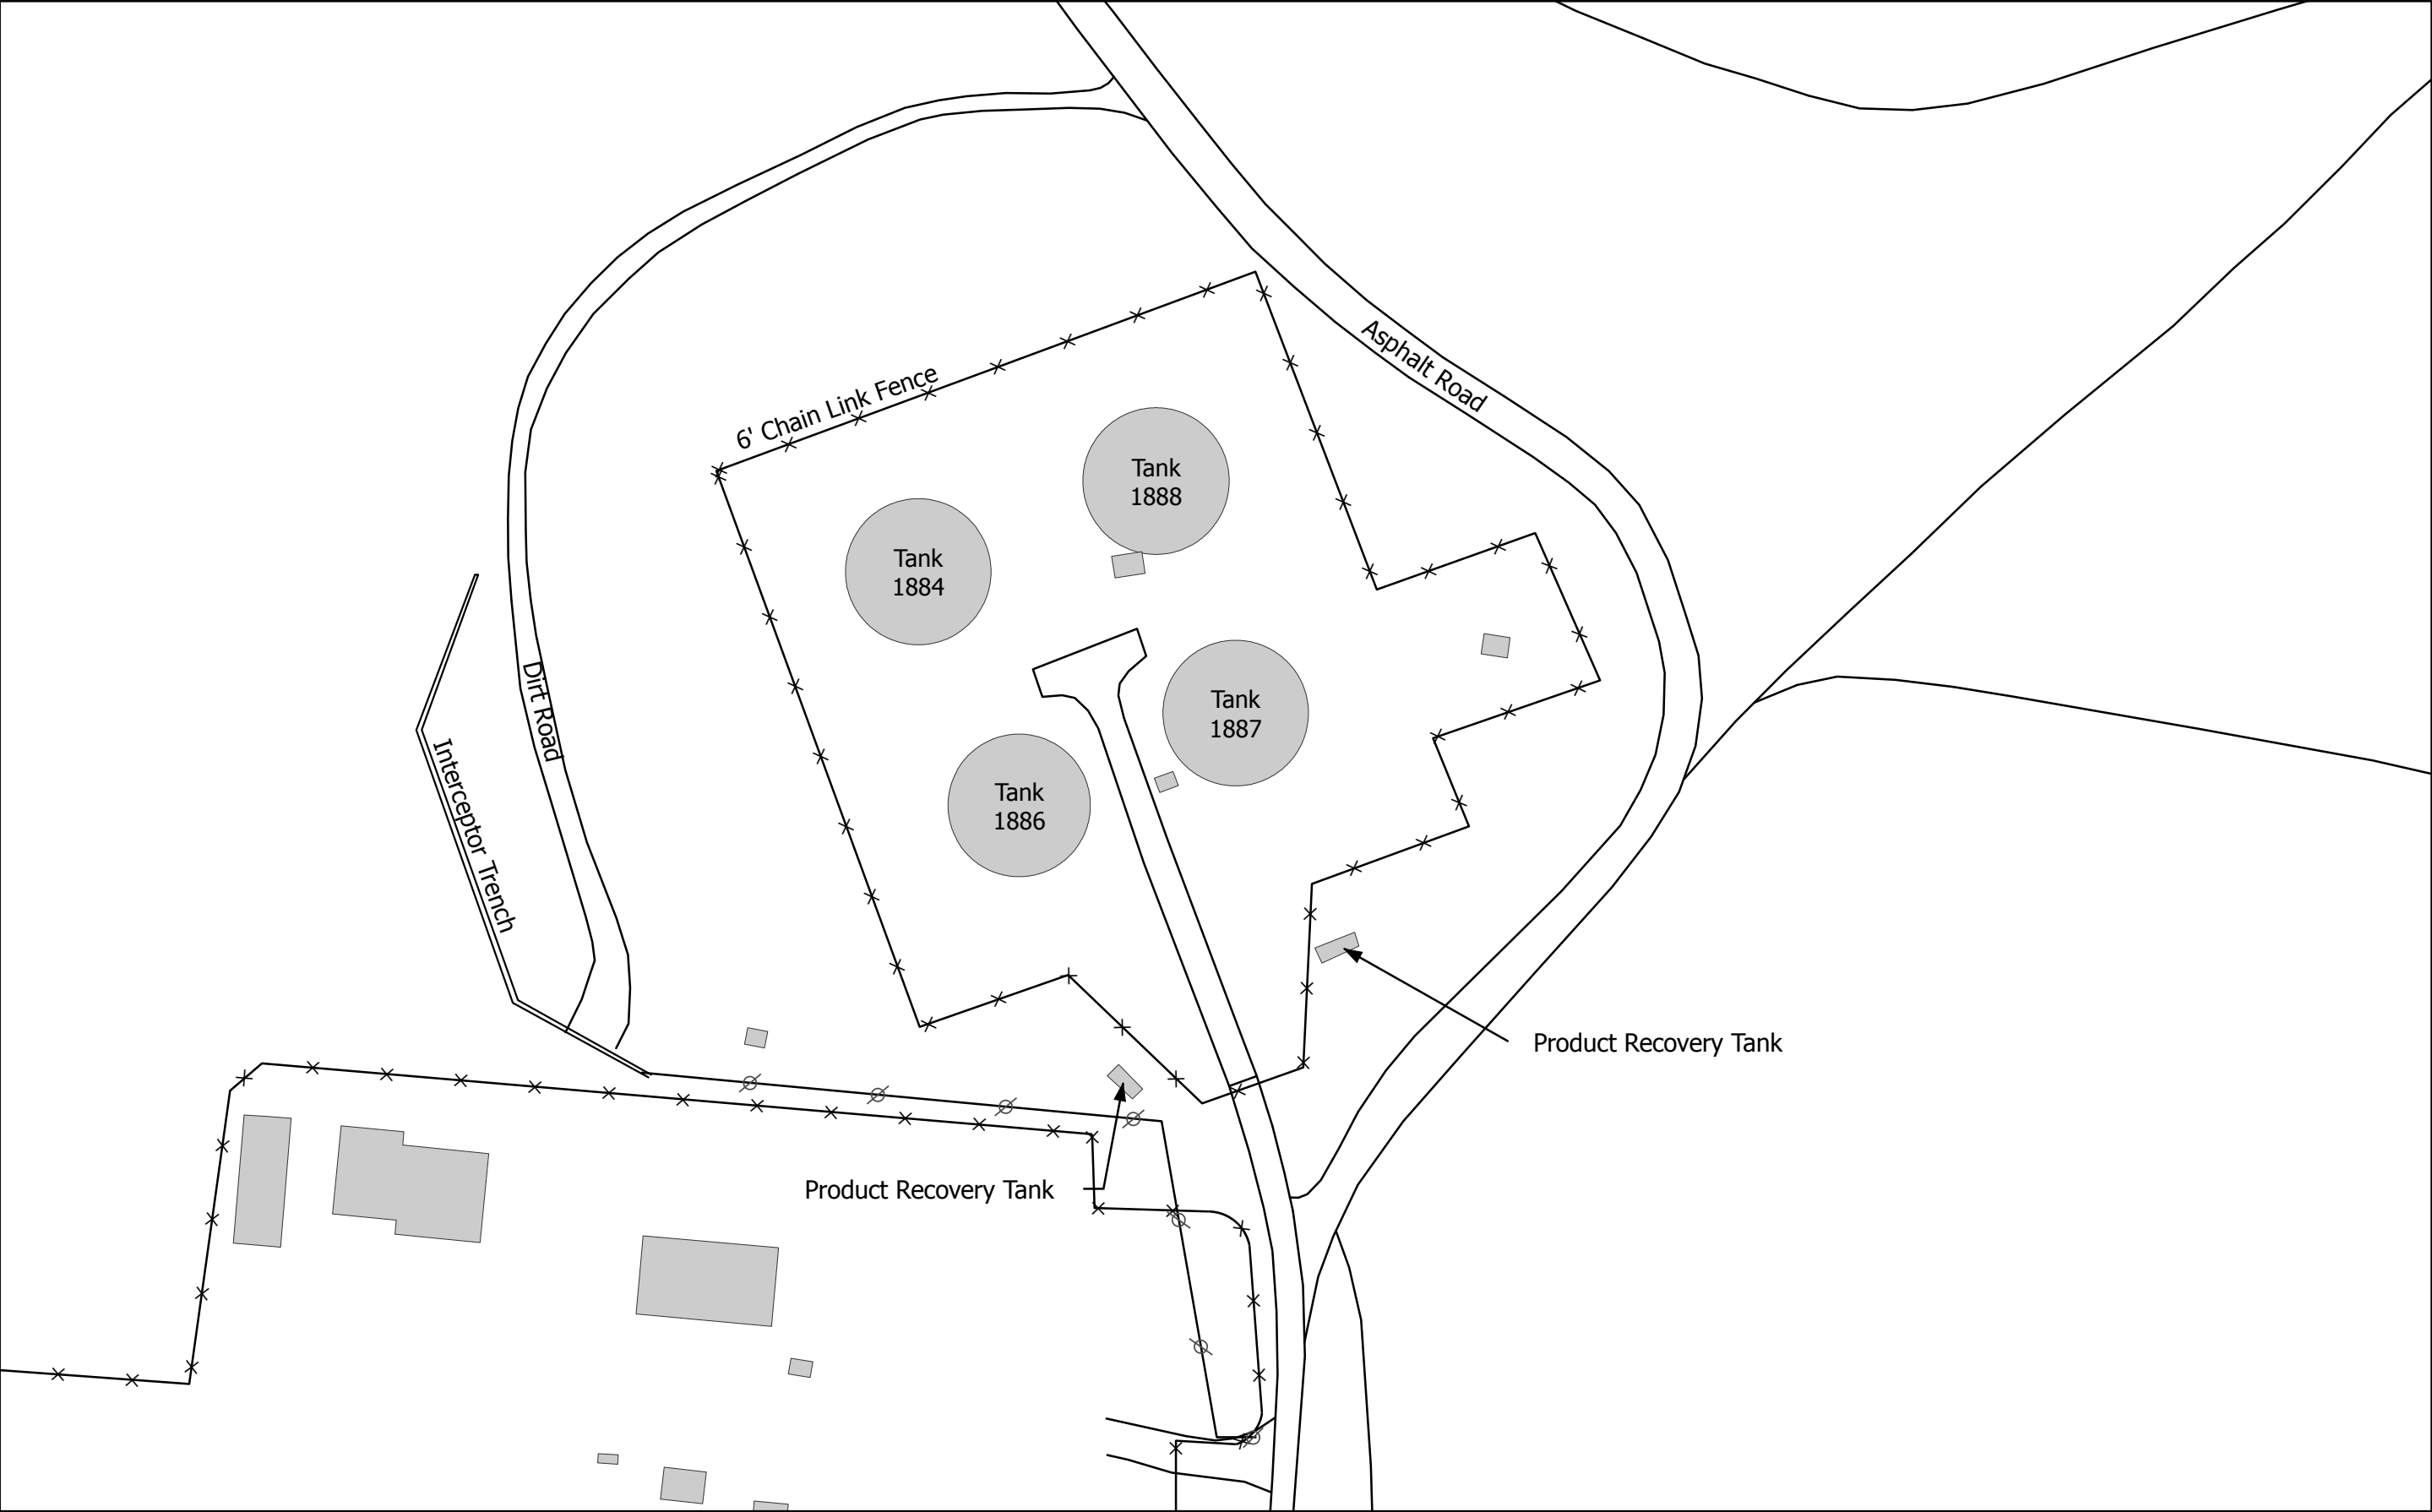 Asphalt Road
6' Chain Link Fence
Tank
1888
Tank
1884
Dirt Road
Tank
1887
Interceptor Trench
Tank
1886
Product Recovery Tank
Product Recovery Tank